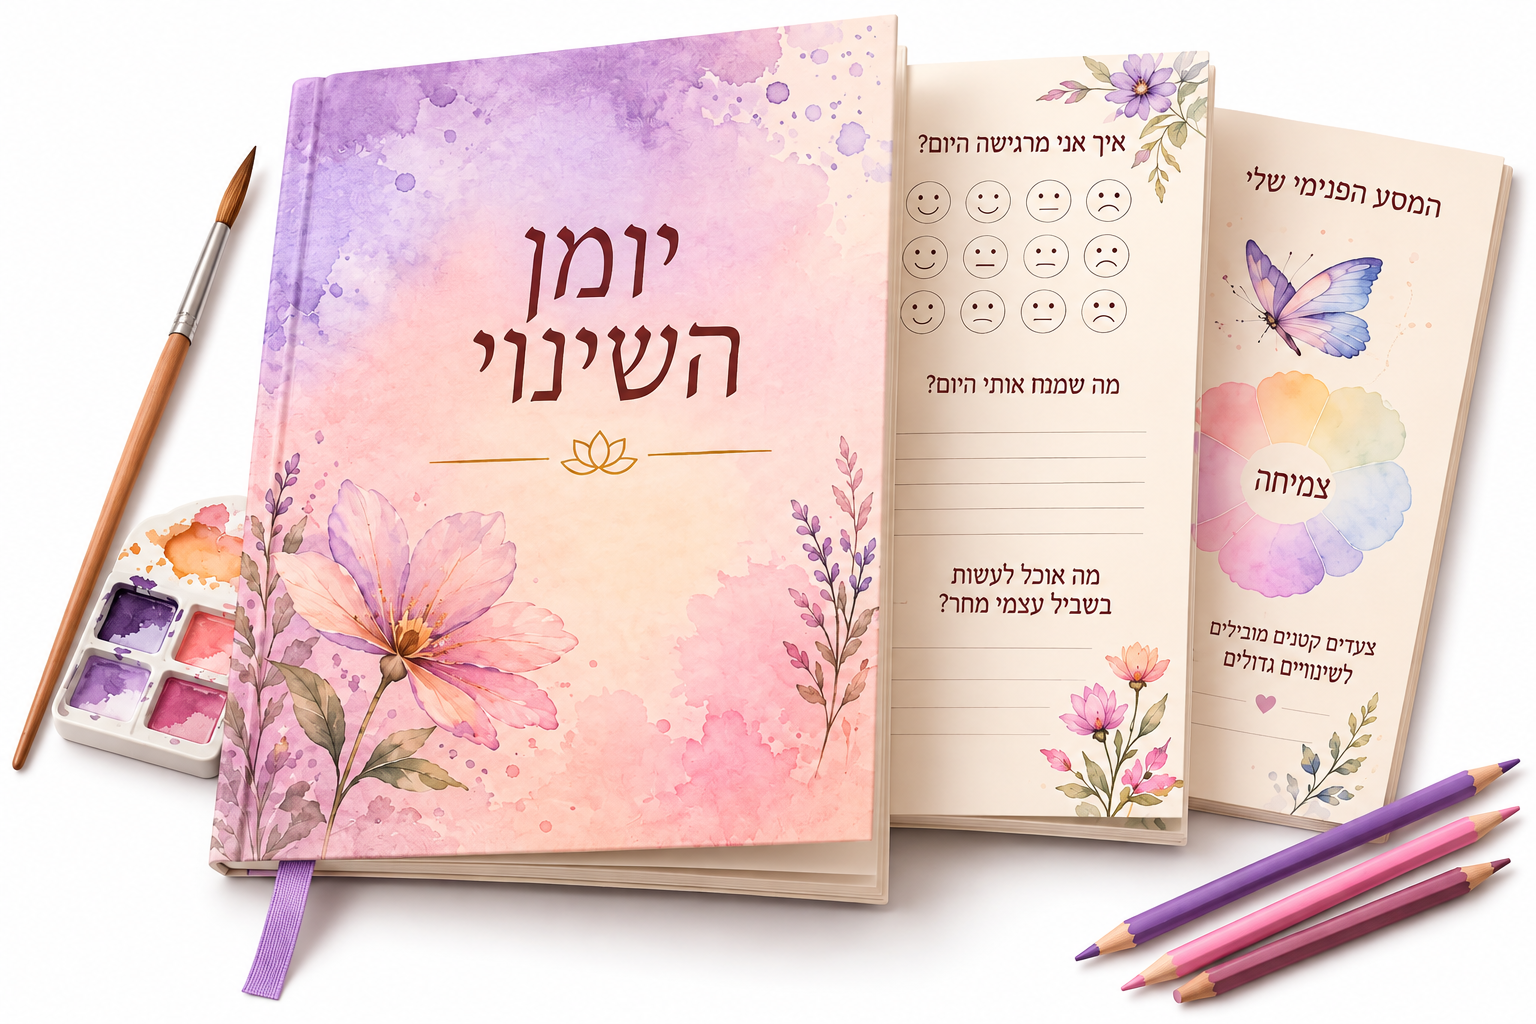 יומן
השינוי
איך אני מרגישה היום?
מה שמנח אותי היום?
מה אוכל לעשות
בשביל עצמי מחר?
המסע הפנימי שלי
צמיחה
צעדים קטנים מובילים
לשינויים גדולים